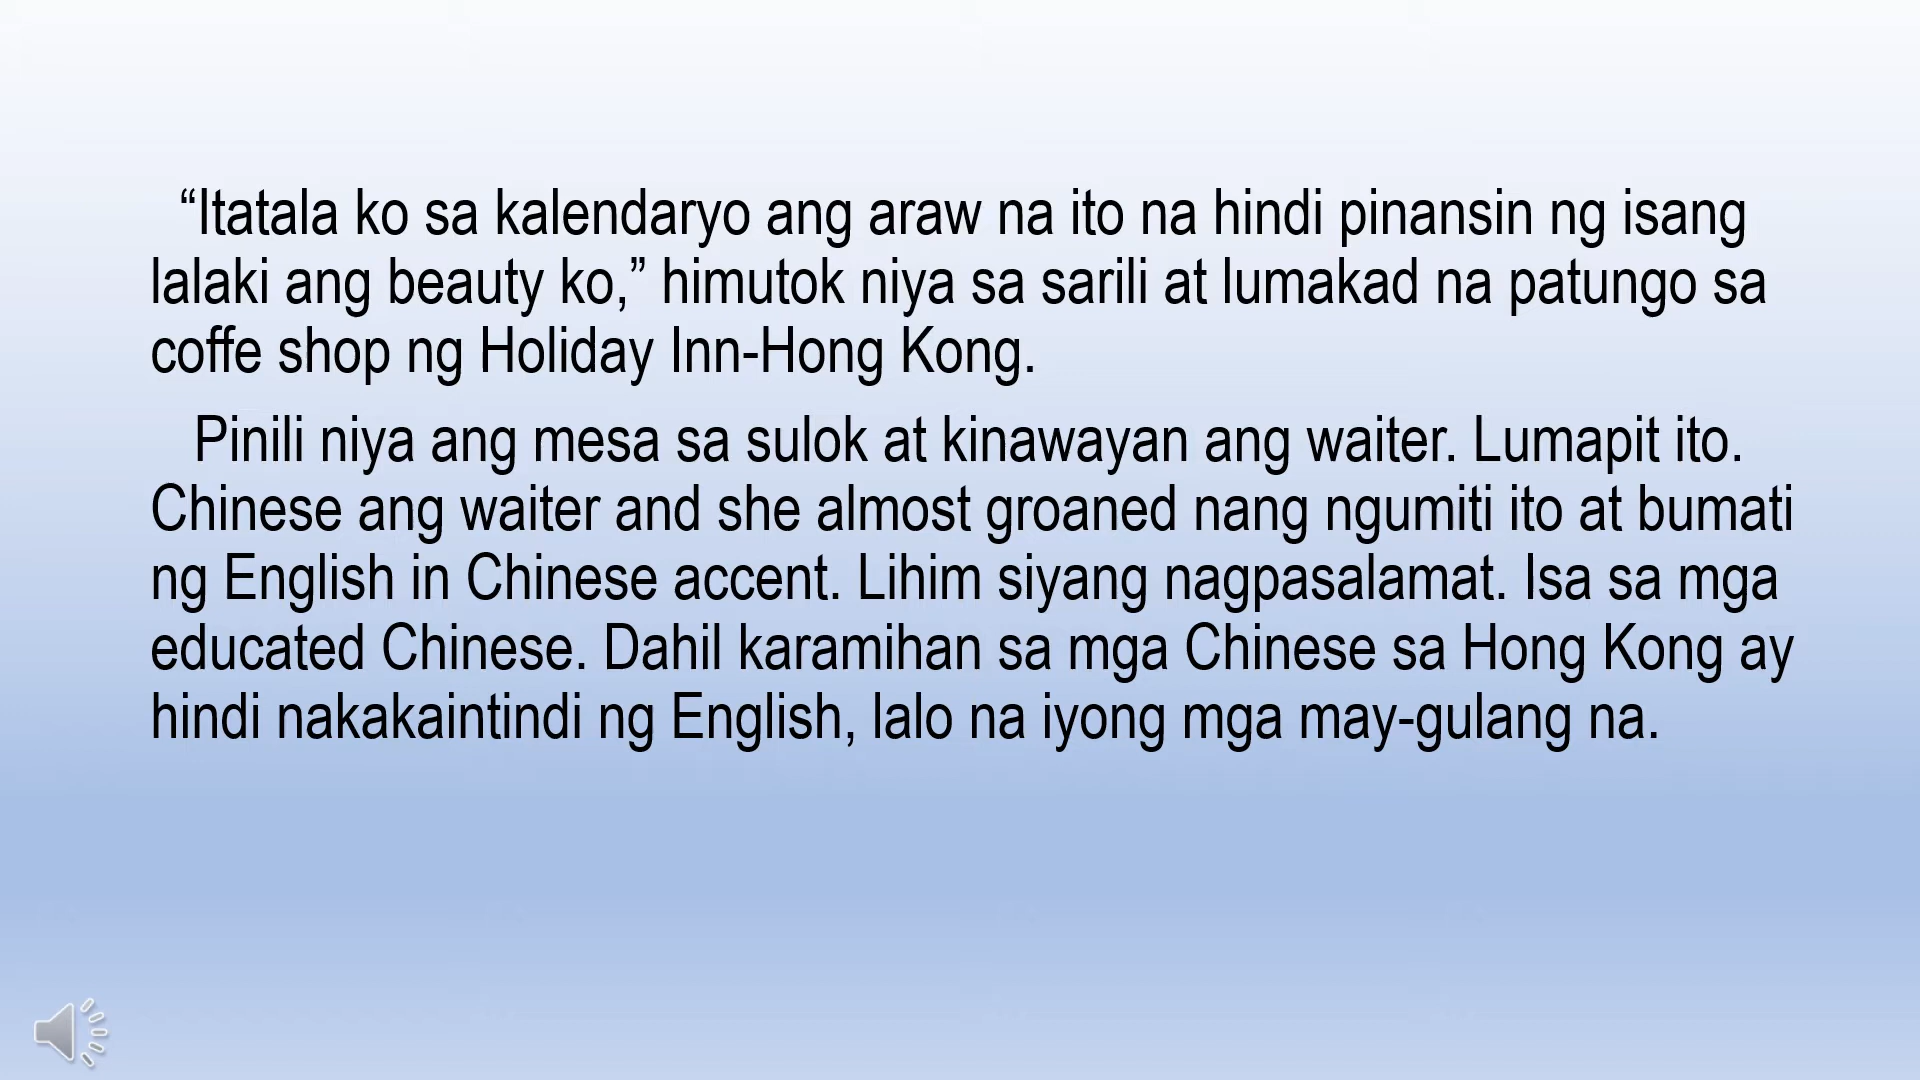 “Itatala ko sa kalendaryo ang araw na ito na hindi pinansin ng isang
lalaki ang beauty ko,” himutok niya sa sarili at lumakad na patungo sa
coffe shop ng Holiday Inn-Hong Kong.
Pinili niya ang mesa sa sulok at kinawayan ang waiter. Lumapit ito.
Chinese ang waiter and she almost groaned nang ngumiti ito at bumati
ng English in Chinese accent. Lihim siyang nagpasalamat. Isa sa mga
educated Chinese. Dahil karamihan sa mga Chinese sa Hong Kong ay
hindi nakakaintindi ng English, lalo na iyong mga may-gulang na.